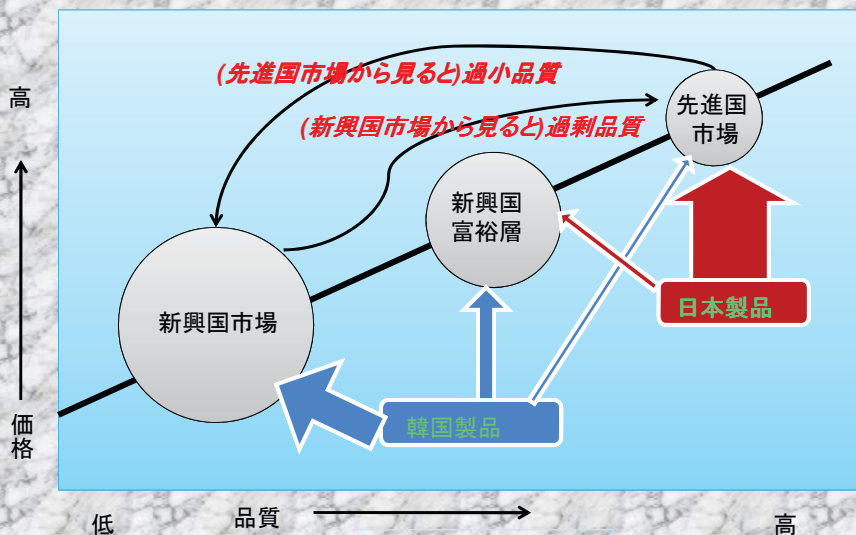 (先進国市場から見ると)過小品質
高
先進国
市場
(新興国市場から見ると)過剰品質
新興国
富裕層
日本製品
新興国市場
韓国製品
価
格
低
品質
高